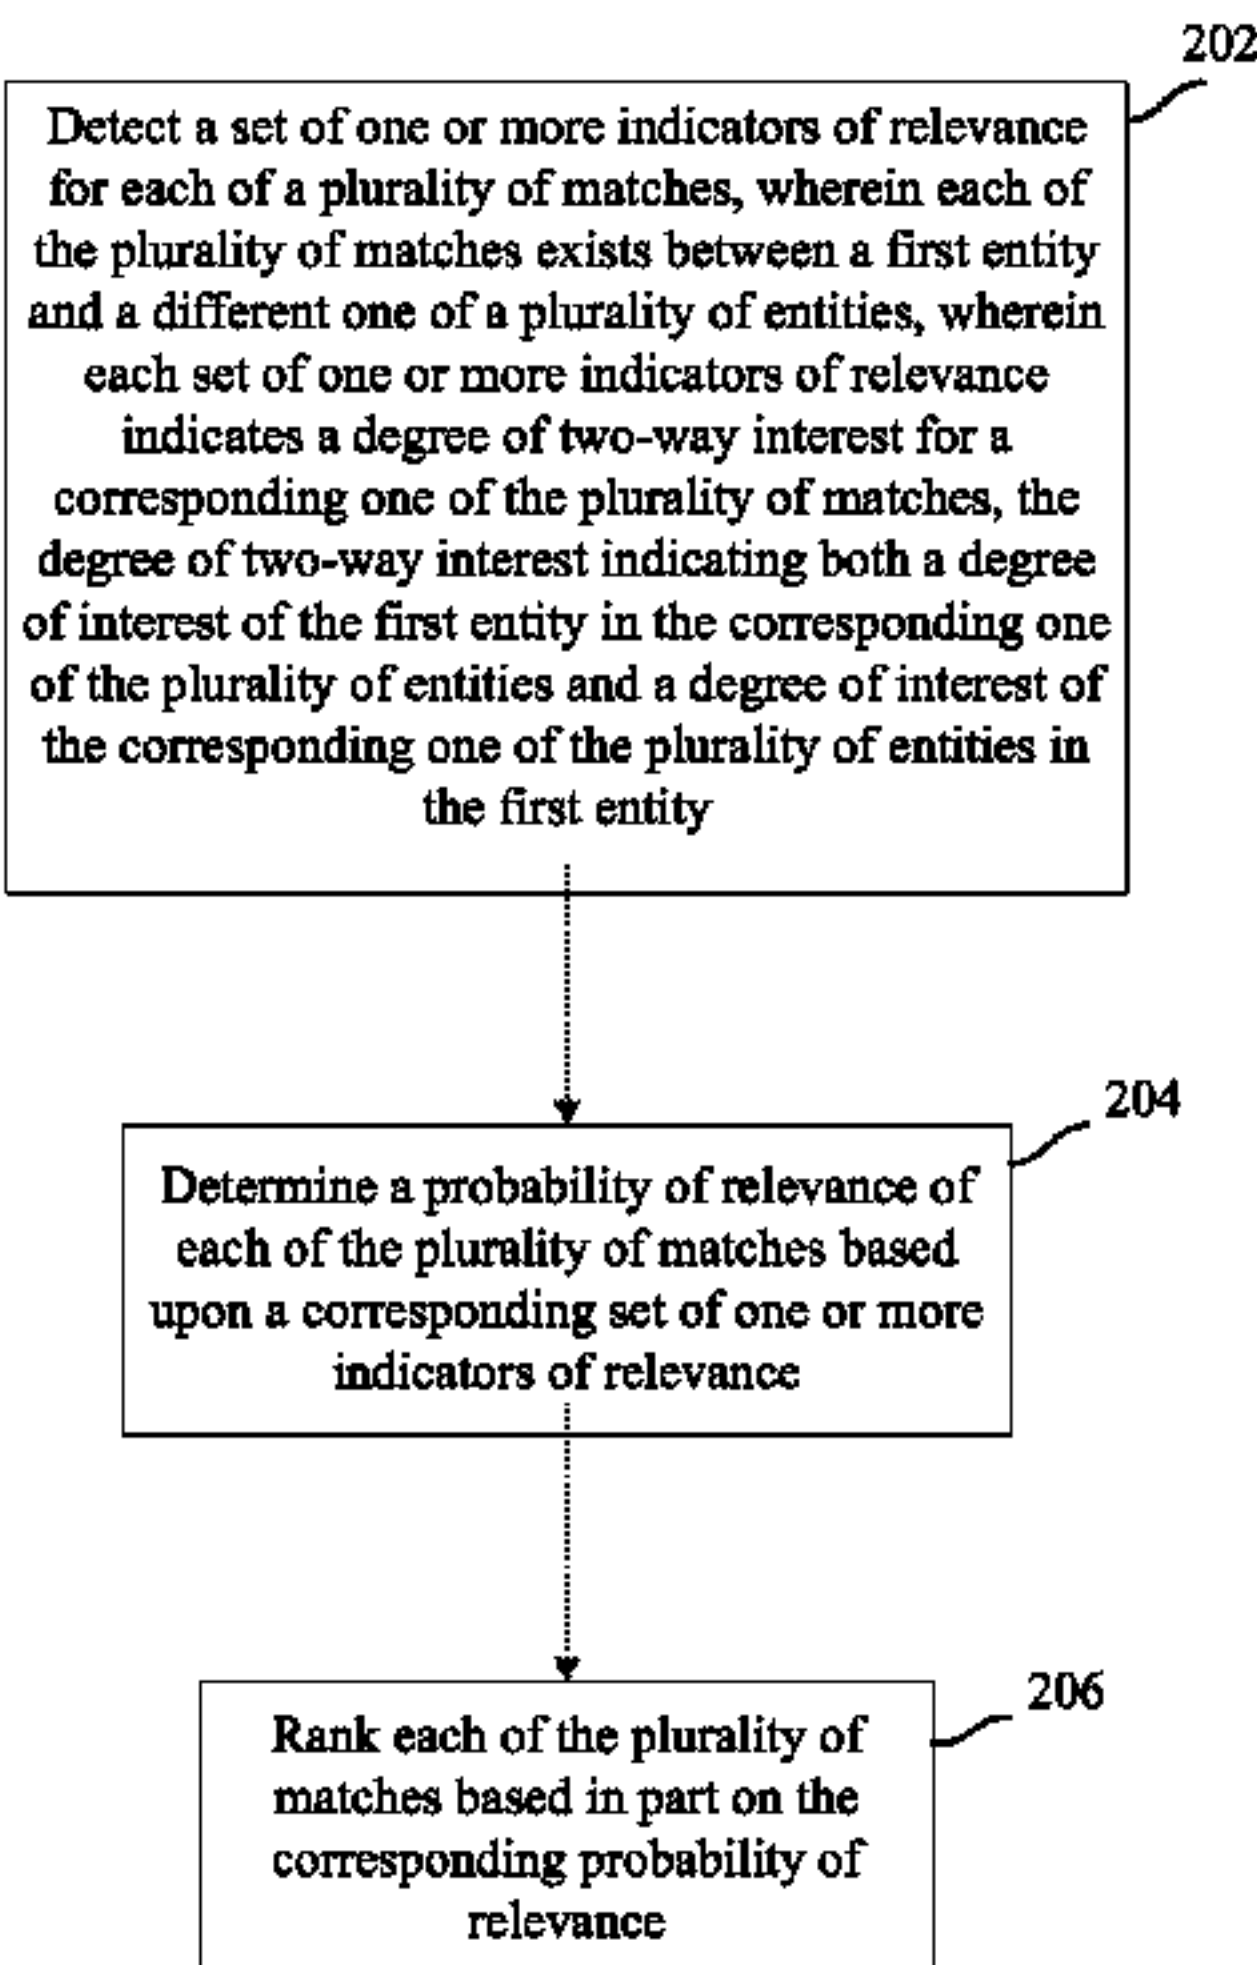 202
Detect a set of one or more indicators of relevance
for each of a plurality of matches, wherein each of
the plurality of matches exists between a first entity
and a different one of a plurality of entities, wherein
each set of one or more indicators of relevance
indicates a degree of two-way interest for a
corresponding one of the plurality of matches, the
degree of two-way interest indicating both a degree
of interest of the first entity in the corresponding one
of the plurality of entities and a degree of interest of
the corresponding one of the plurality of entities in
the first entity
204
Determine a probability of relevance of
each of the plurality of matches based
upon a corresponding set of one or more
indicators of relevance
206
Rank each of the plurality of
matches based in part on the
corresponding probability of
relevance